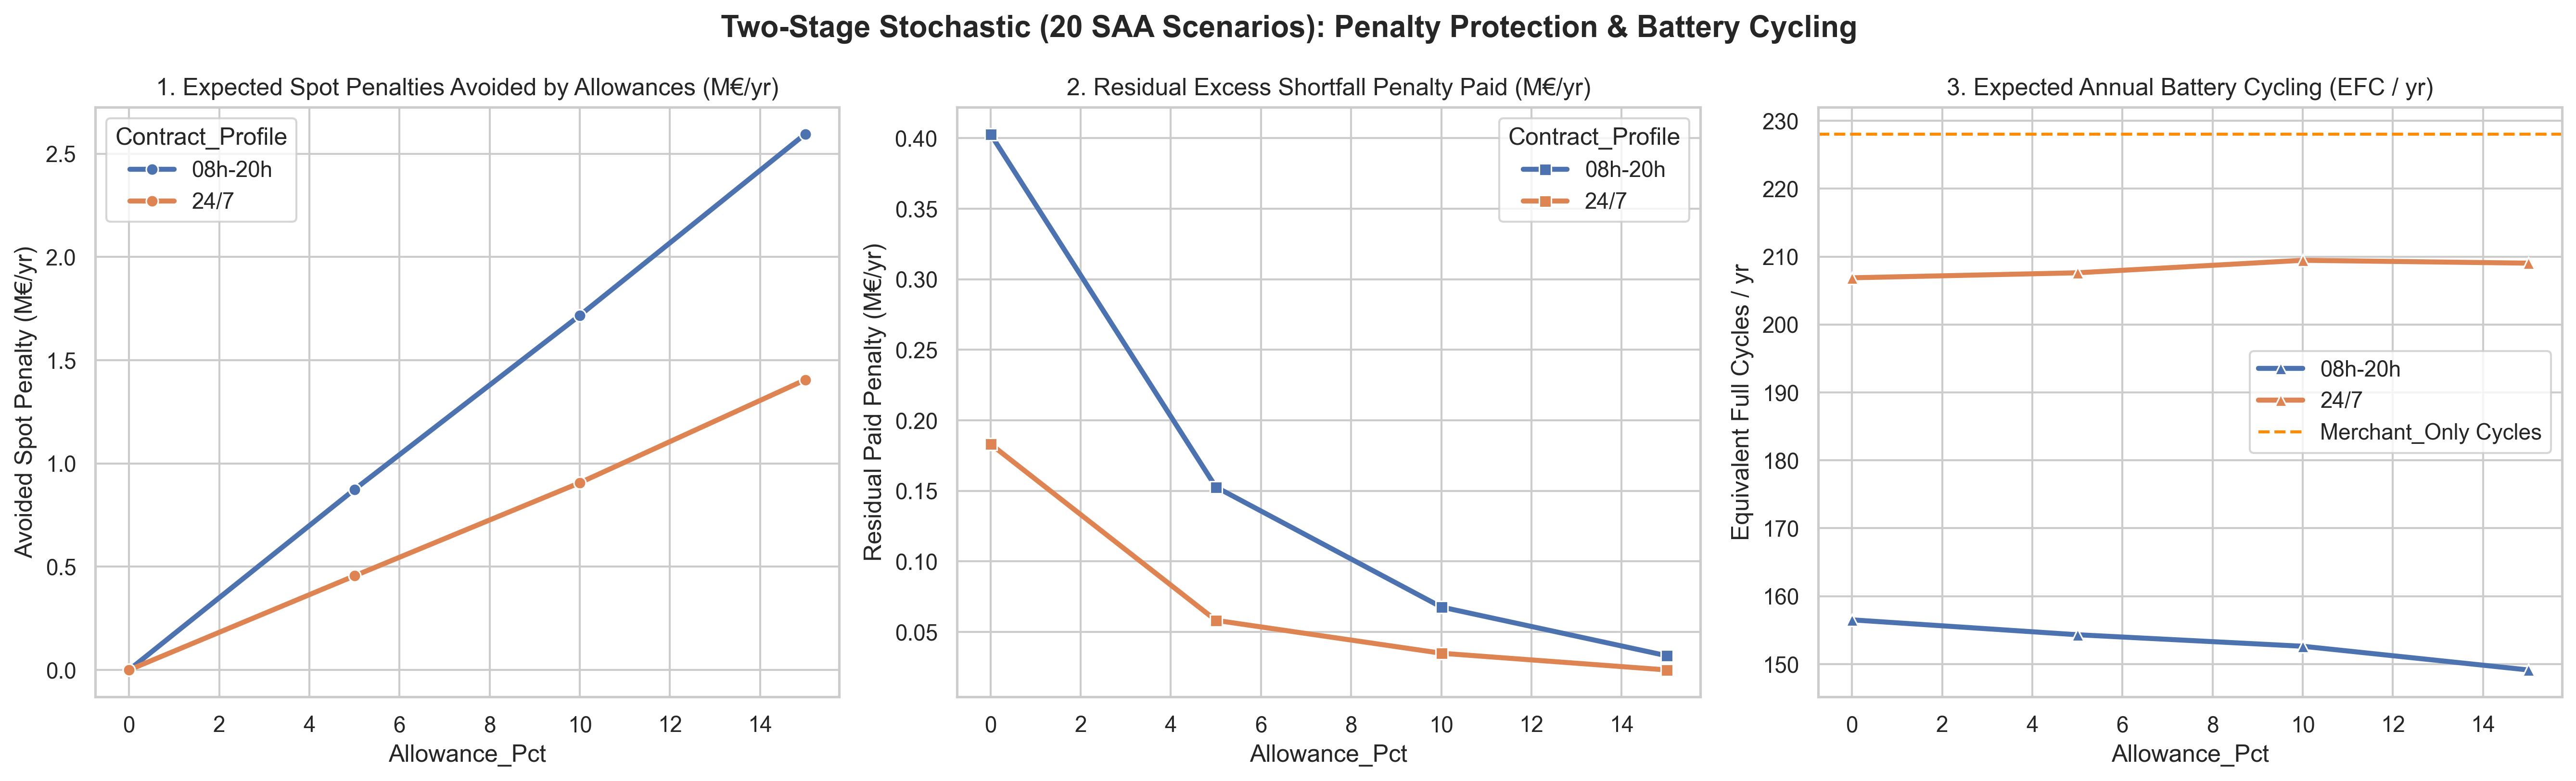 Two-Stage Stochastic (20 SAA Scenarios): Penalty Protection & Battery Cycling
1. Expected Spot Penalties Avoided by Allowances (M€/yr)
Avoided Spot Penalty (M€/yr)
2.5
2.0
1.5
1.0
0.5
0.0
Contract_Profile
08h-20h
24/7
0 2 4 6 8 10 12 14
Allowance_Pct
2. Residual Excess Shortfall Penalty Paid (M€/yr)
Residual Paid Penalty (M€/yr)
0.40
0.35
0.30
0.25
0.20
0.15
0.10
0.05
Contract_Profile
08h-20h
24/7
0 2 4 6 8 10 12 14
Allowance_Pct
3. Expected Annual Battery Cycling (EFC / yr)
Equivalent Full Cycles / yr
230
220
210
200
190
180
170
160
150
08h-20h
24/7
Merchant_Only Cycles
0 2 4 6 8 10 12 14
Allowance_Pct